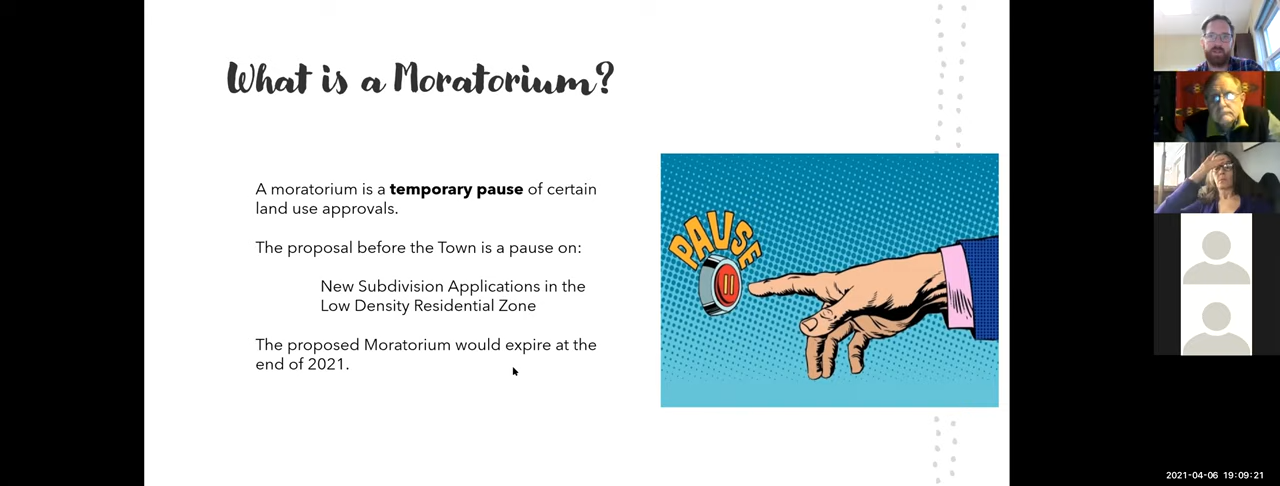 What is a Moratorium?
A moratorium is a temporary pause of certain
land use approvals.
The proposal before the Town is a pause on:
New Subdivision Applications in the
Low Density Residential Zone
The proposed Moratorium would expire at the
end of 2021.
PAUSE
2021-04-06 19:09:21